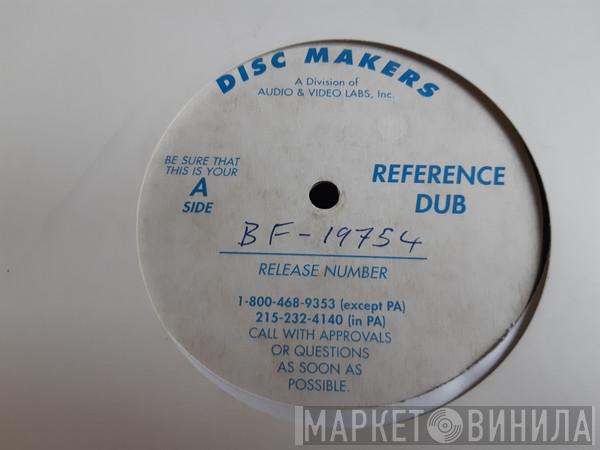 DISC MAKERS
A Division of
AUDIO & VIDEO LABS, Inc.
BE SURE THAT
THIS IS YOUR
A
SIDE
REFERENCE
DUB
BF-19754
RELEASE NUMBER
1-800-468-9353 (except PA)
215-232-4140 (in PA)
CALL WITH APPROVALS
OR QUESTIONS
AS SOON AS
POSSIBLE.
МАРКЕТ ВИНИЛА